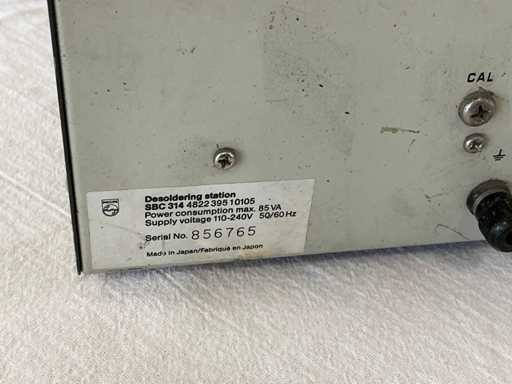 CAL
Desoldering station
SBC 314 4822 395 10105
Power consumption max. 85 VA
Supply voltage 110-240V 50/60 Hz
Serial No. 856765
Made in Japan/Fabriqué en Japon